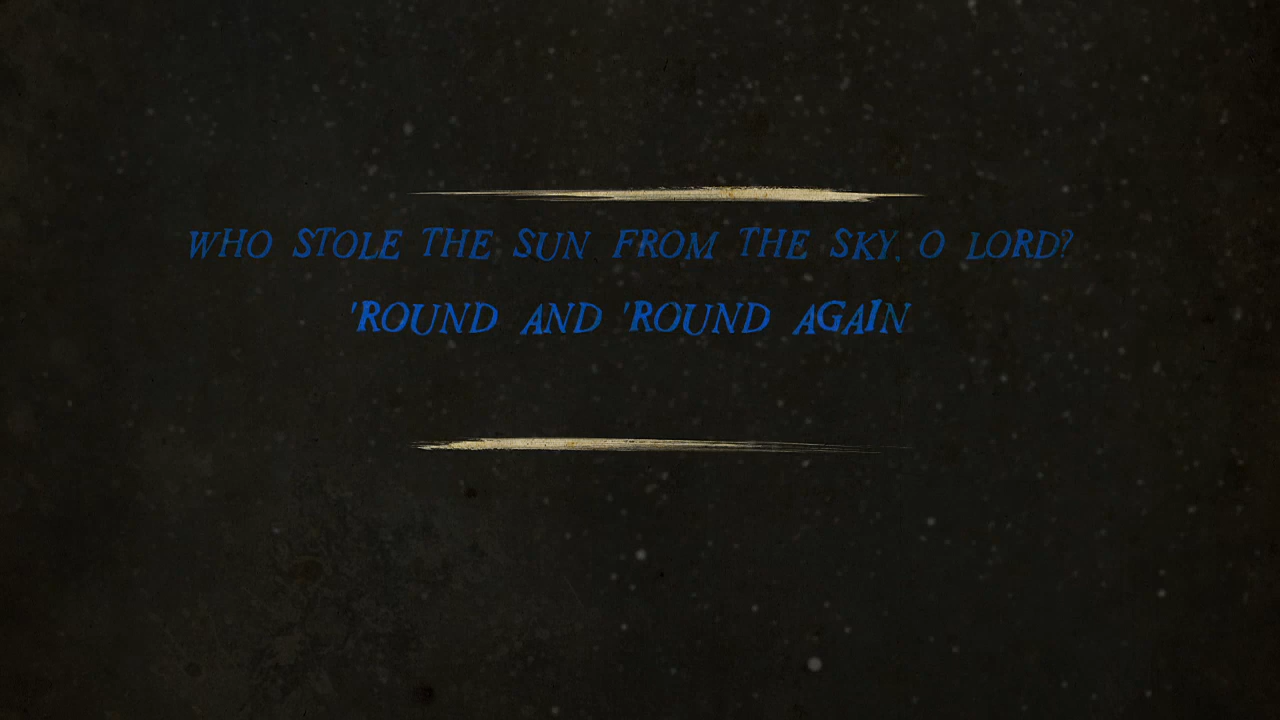 WHO STOLE THE SUN FROM THE SKY, O LORD?
'ROUND AND 'ROUND AGAIN